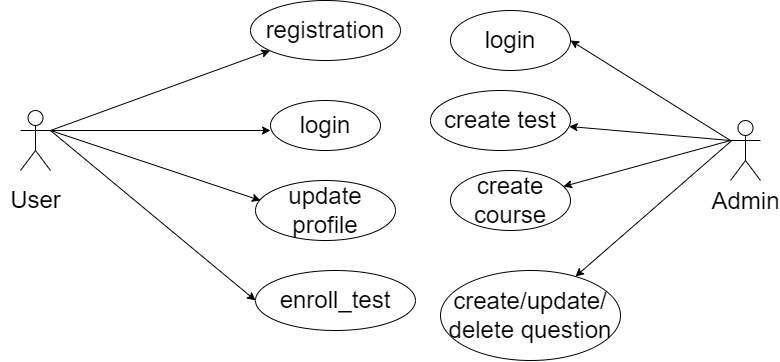 registration
login
login
create test
User
update
profile
create
course
Admin
enroll_test
create/update/
delete question